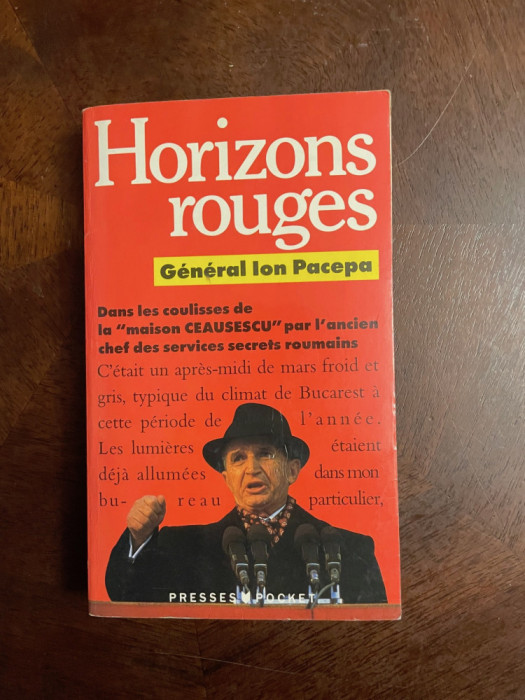 Horizons
rouges
Général Ion Pacepa
Dans les coulisses de
la "maison CEAUSESCU" par l'ancien
chef des services secrets roumains
C'était un après-midi de mars froid et
gris, typique du climat de Bucarest à
cette période de l'année.
Les lumières étaient
déjà allumées dans mon
bu- reau particulier,
PRESSES POCKET